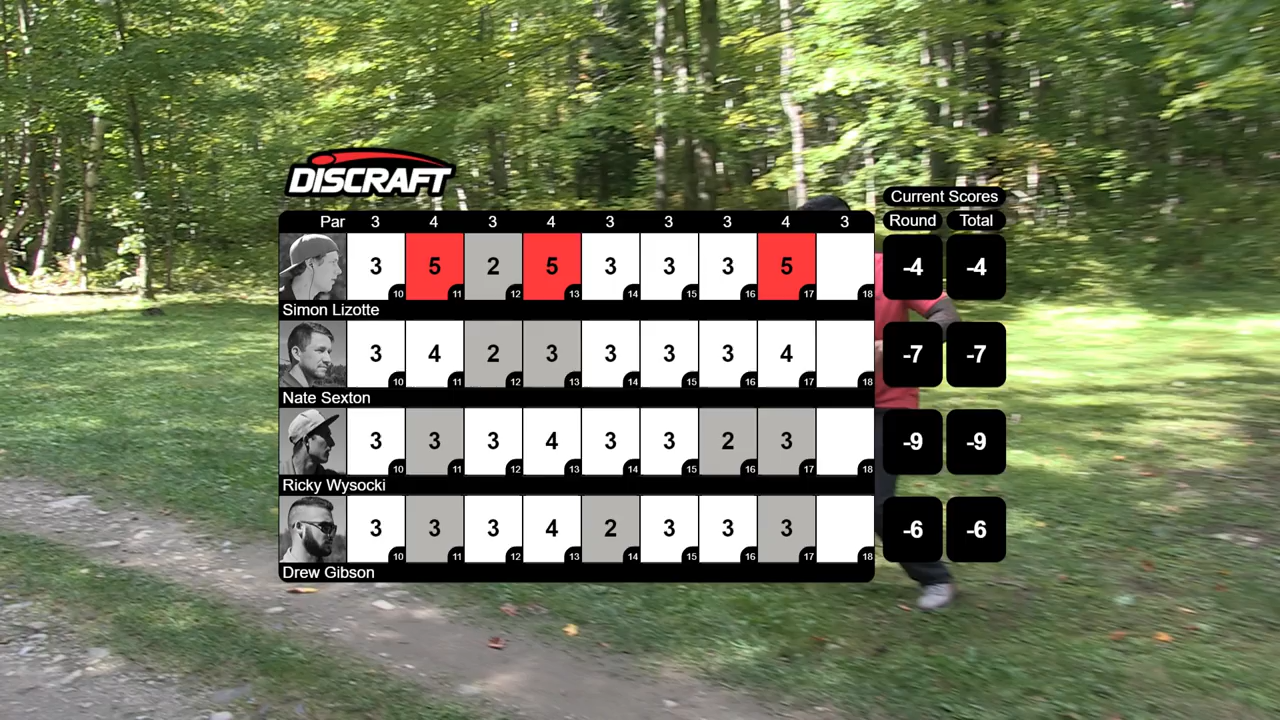 DISCRAFT
Current Scores
Par 3 4 3 4 3 3 3 4 3 Round Total
3 5 2 5 3 3 3 5 -4 -4
10 11 12 13 14 15 16 17 18
Simon Lizotte
3 4 2 3 3 3 3 4 -7 -7
10 11 12 13 14 15 16 17 18
Nate Sexton
3 3 3 4 3 3 2 3 -9 -9
10 11 12 13 14 15 16 17 18
Ricky Wysocki
3 3 3 4 2 3 3 3 -6 -6
10 11 12 13 14 15 16 17 18
Drew Gibson